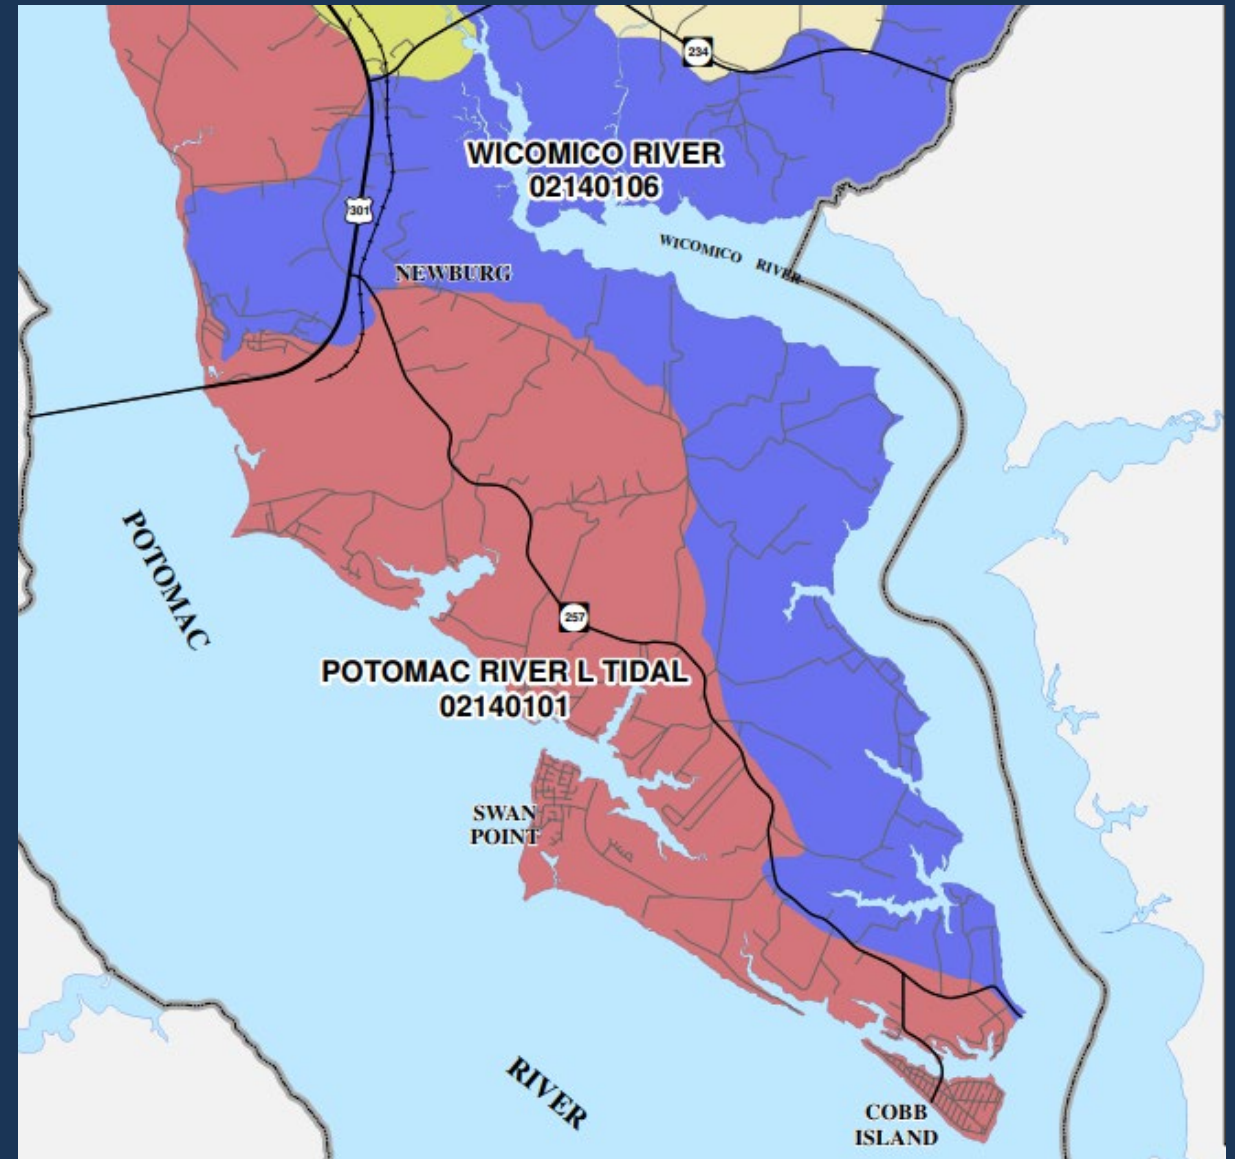 234
WICOMICO RIVER
02140106
301
WICOMICO RIVER
NEWBURG
POTOMAC
257
POTOMAC RIVER L TIDAL
02140101
SWAN
POINT
RIVER
COBB
ISLAND